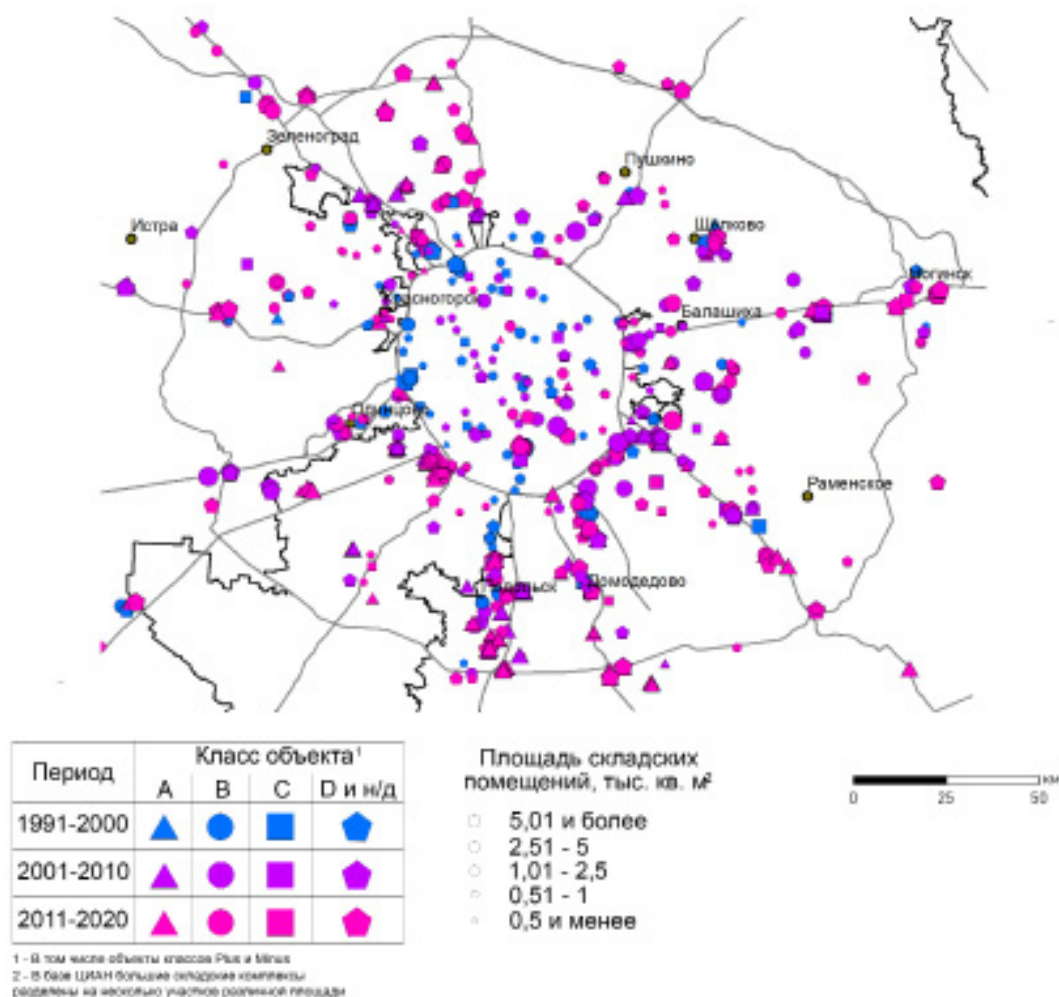 Зеленоград
Пушкино
Истра
Щёлково
Ногинск
Красногорск
Балашиха
Одинцово
Раменское
Подольск
Домодедово
Период
Класс объекта¹
A
B
C
D и н/д
1991-2000
2001-2010
2011-2020
Площадь складских
помещений, тыс. кв. м²
5,01 и более
2,51 - 5
1,01 - 2,5
0,51 - 1
0,5 и менее
км
0
25
50
1 - В том числе объекты классов Plus и Minus
2 - В базе ЦИАН большие складские комплексы
разделены на несколько участков различной площади